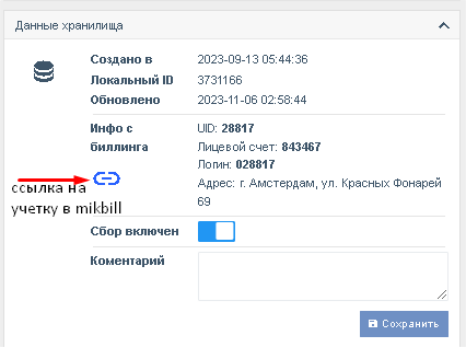 Данные хранилища
Создано в 2023-09-13 05:44:36
Локальный ID 3731166
Обновлено 2023-11-06 02:58:44
Инфо с UID: 28817
биллинга Лицевой счет: 843467
Логин: 028817
ссылка на Адрес: г. Амстердам, ул. Красных Фонарей
учетку в mikbill 69
Сбор включен
Коментарий
Сохранить